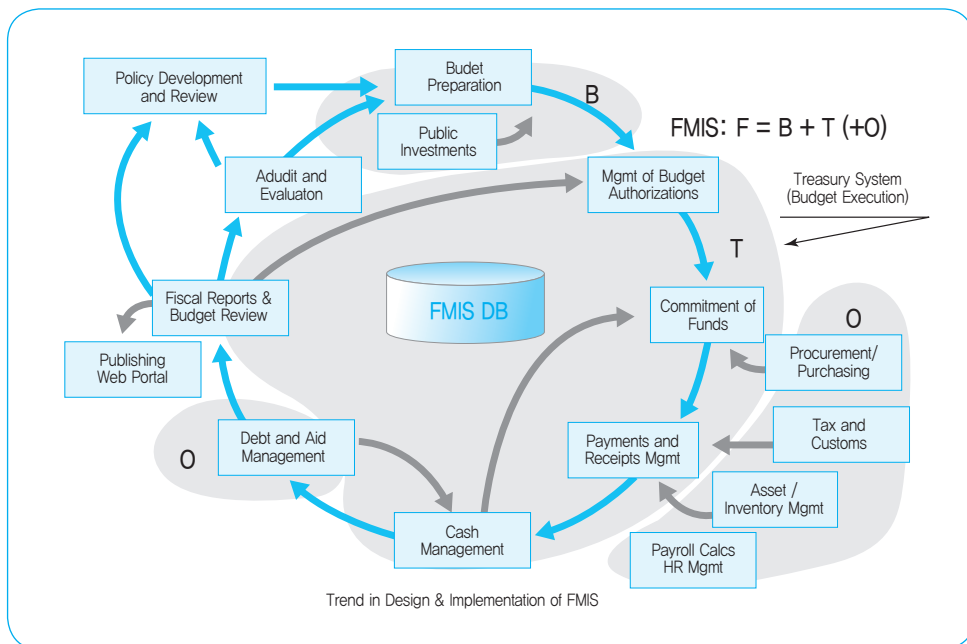 Policy Development
and Review
Budet
Preparation
B
Public
Investments
FMIS: F = B + T (+O)
Adudit and
Evaluaton
Mgmt of Budget
Authorizations
Treasury System
(Budget Execution)
T
Fiscal Reports &
Budget Review
FMIS DB
Commitment of
Funds
O
Publishing
Web Portal
Procurement/
Purchasing
Debt and Aid
Management
O
Payments and
Receipts Mgmt
Tax and
Customs
Asset /
Inventory Mgmt
Cash
Management
Payroll Calcs
HR Mgmt
Trend in Design & Implementation of FMIS